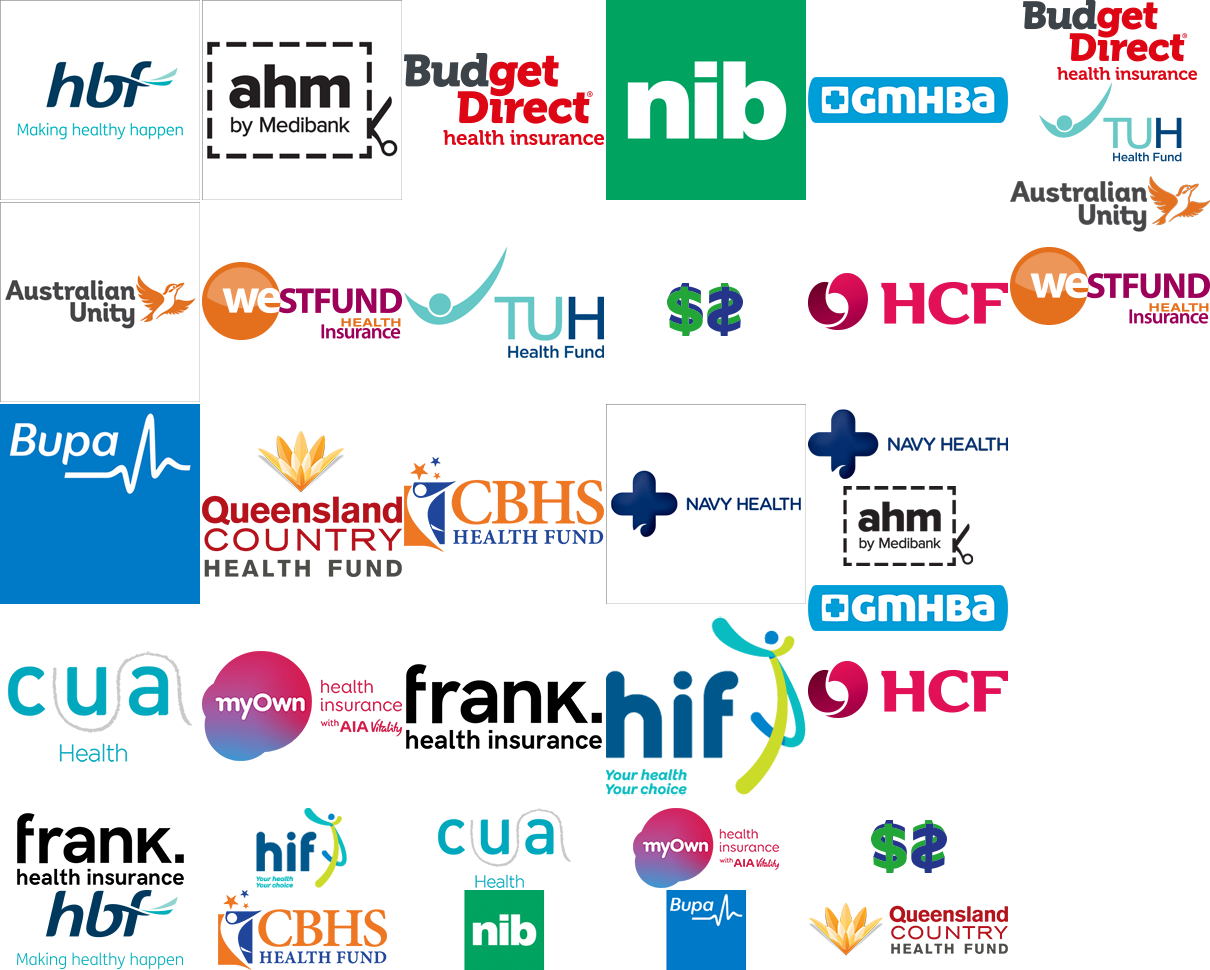 hbf
Making healthy happen
ahm
by Medibank
Budget
Direct®
health insurance
nib
GMHBa
Budget
Direct®
health insurance
TUH
Health Fund
Australian
Unity
Australian
Unity
weSTFUND
HEALTH
Insurance
TUH
Health Fund
$S
HCF
weSTFUND
HEALTH
Insurance
Bupa
Queensland
COUNTRY
HEALTH FUND
CBHS
HEALTH FUND
NAVY HEALTH
NAVY HEALTH
ahm
by Medibank
GMHBa
cua
Health
myOwn
health
insurance
with AIA Vitality
frank.
health insurance
hif
Your health
Your choice
HCF
frank.
health insurance
hif
Your health
Your choice
cua
Health
myOwn
health
insurance
with AIA Vitality
$S
hbf
Making healthy happen
CBHS
HEALTH FUND
nib
Bupa
Queensland
COUNTRY
HEALTH FUND